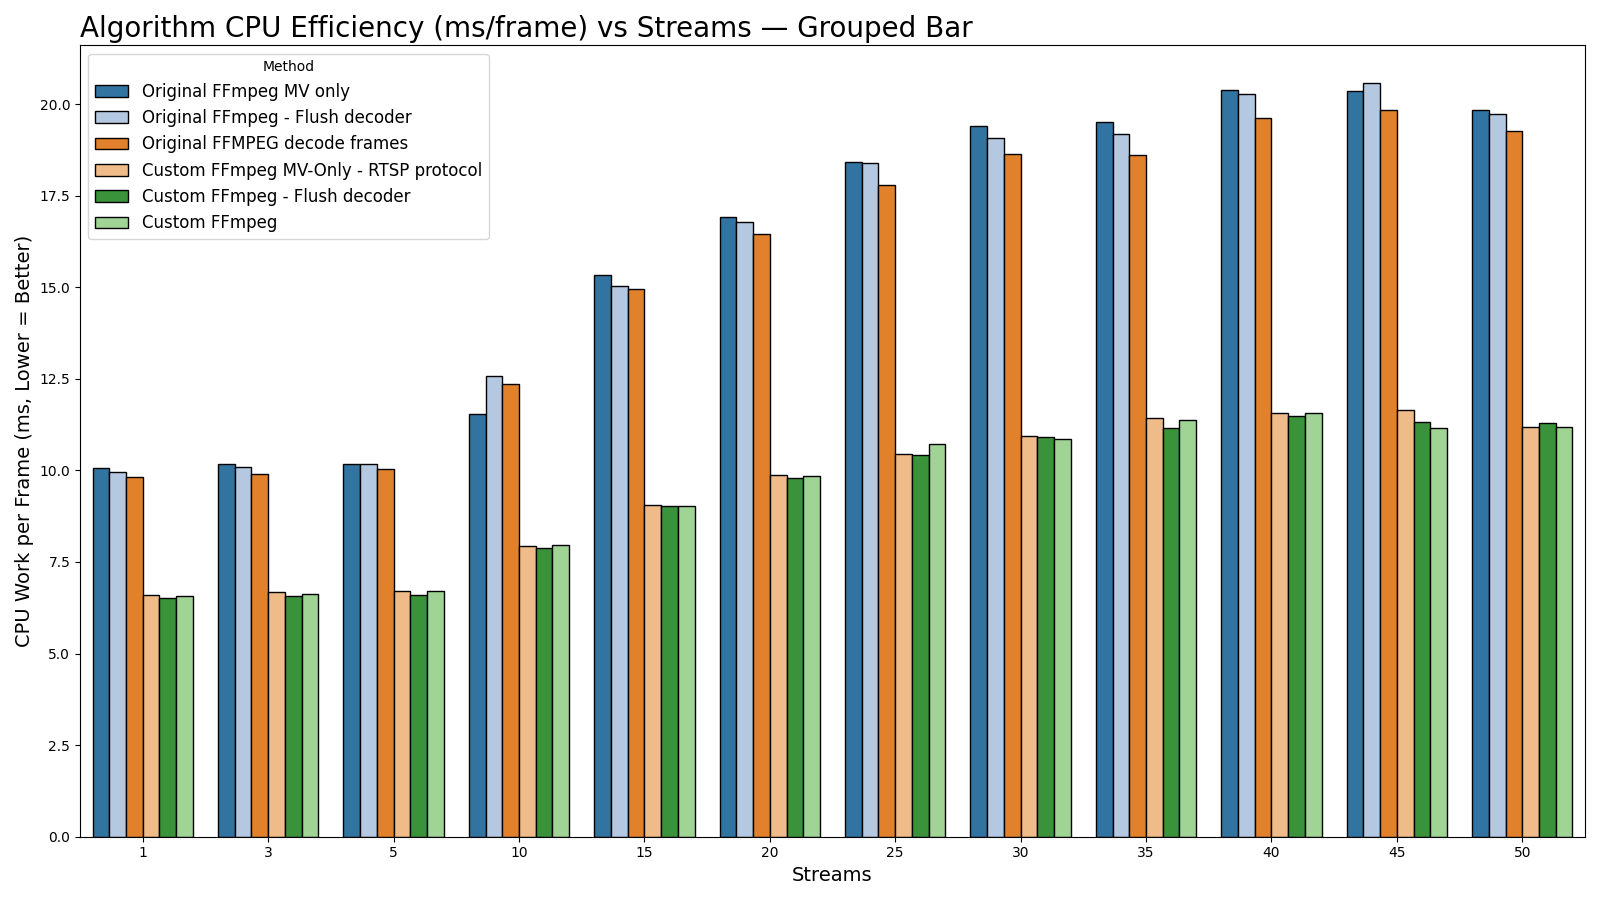 Algorithm CPU Efficiency (ms/frame) vs Streams — Grouped Bar
Method
Original FFmpeg MV only
Original FFmpeg - Flush decoder
Original FFMPEG decode frames
Custom FFmpeg MV-Only - RTSP protocol
Custom FFmpeg - Flush decoder
Custom FFmpeg
CPU Work per Frame (ms, Lower = Better)
20.0
17.5
15.0
12.5
10.0
7.5
5.0
2.5
0.0
1 3 5 10 15 20 25 30 35 40 45 50
Streams